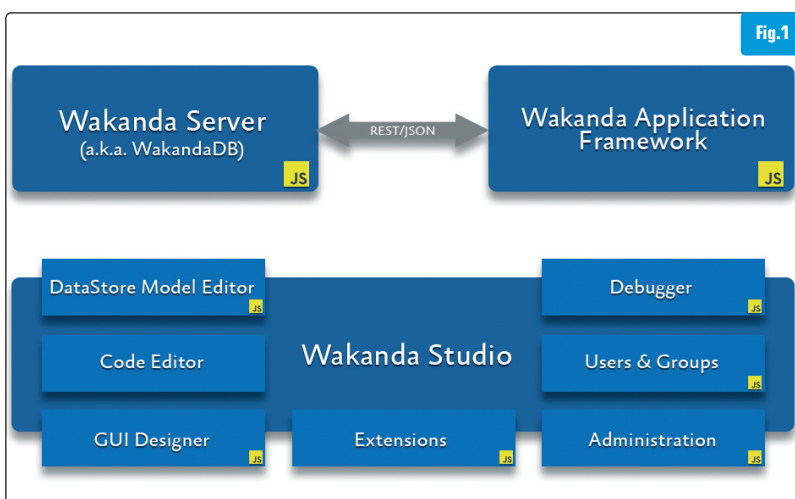 Fig.1
Wakanda Server
(a.k.a. WakandaDB)
JS
REST/JSON
Wakanda Application
Framework
JS
DataStore Model Editor
JS
Code Editor
GUI Designer
JS
Wakanda Studio
Extensions
JS
Debugger
JS
Users & Groups
JS
Administration
JS